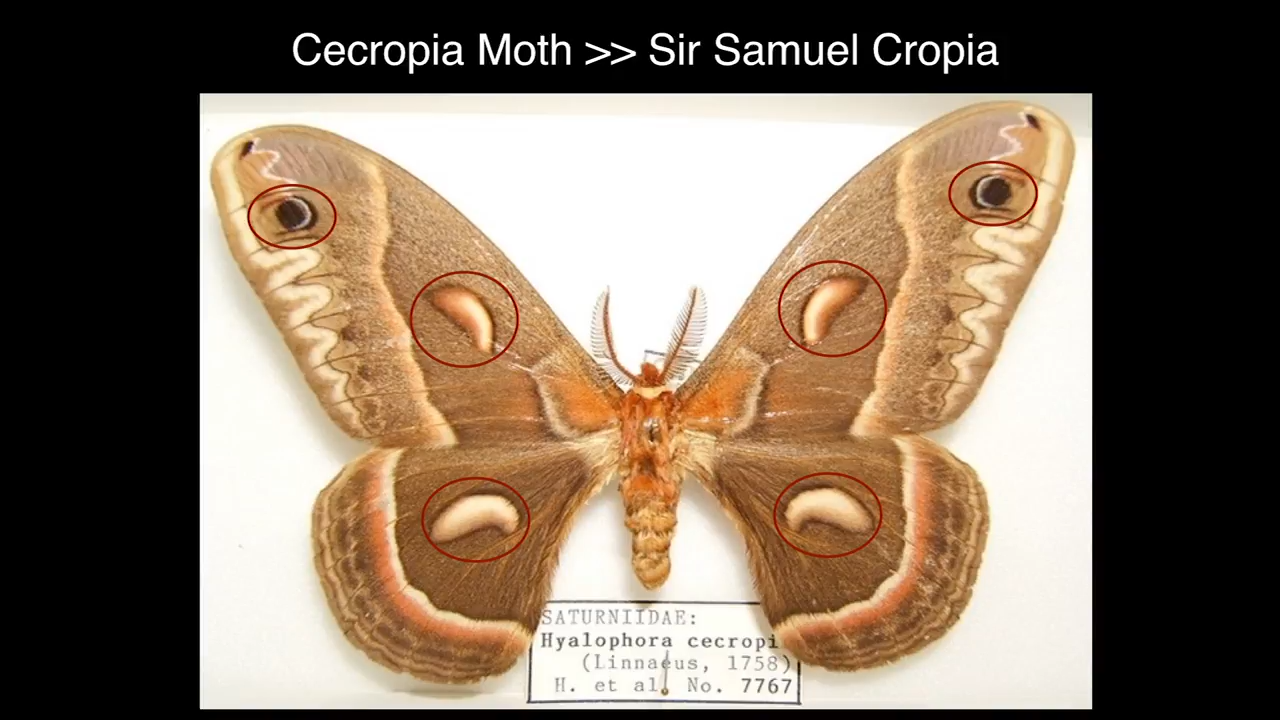 Cecropia Moth >> Sir Samuel Cropia
SATURNIIDAE:
Hyalophora cecropi
(Linnaeus, 1758)
H. et al. No. 7767